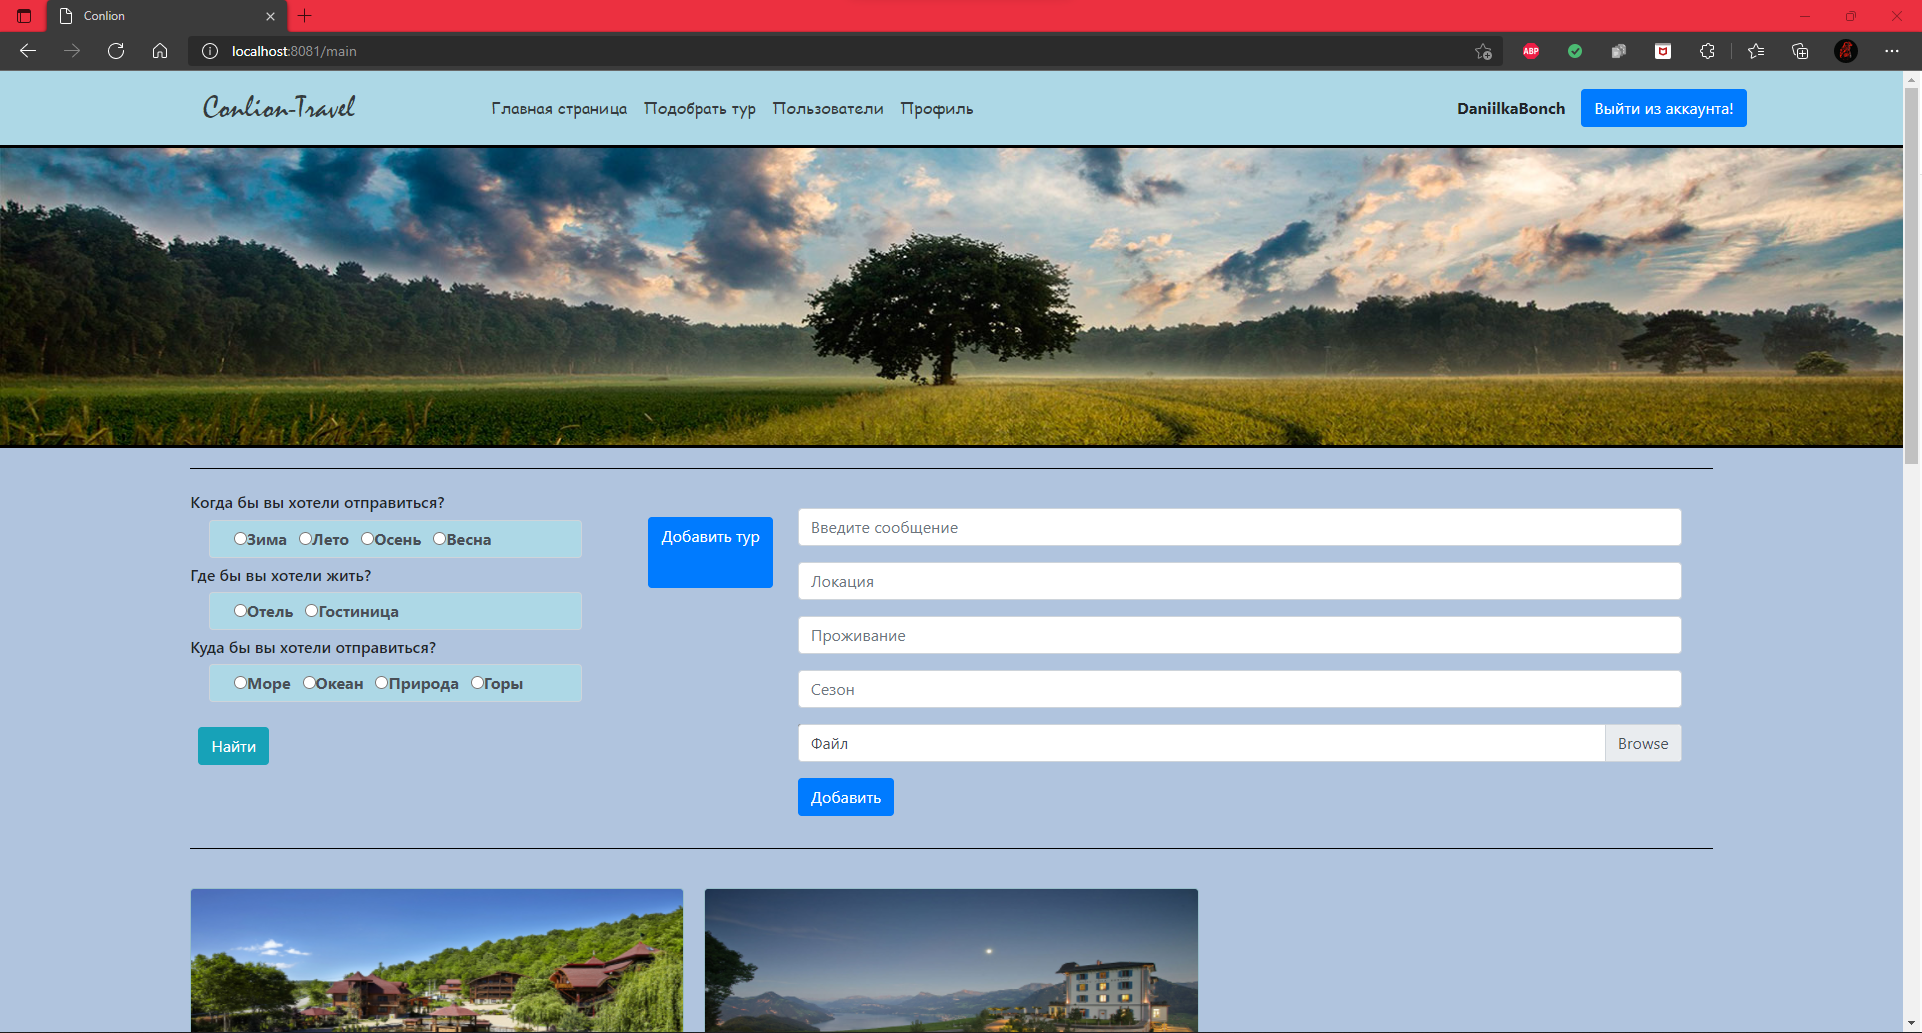 Conlion
localhost:8081/main
ABP
Conlion-Travel
Главная страница Подобрать тур Пользователи Профиль
DaniilkaBonch Выйти из аккаунта!
Когда бы вы хотели отправиться?
Зима Лето Осень Весна
Где бы вы хотели жить?
Отель Гостиница
Куда бы вы хотели отправиться?
Море Океан Природа Горы
Найти
Добавить тур
Введите сообщение
Локация
Проживание
Сезон
Файл Browse
Добавить